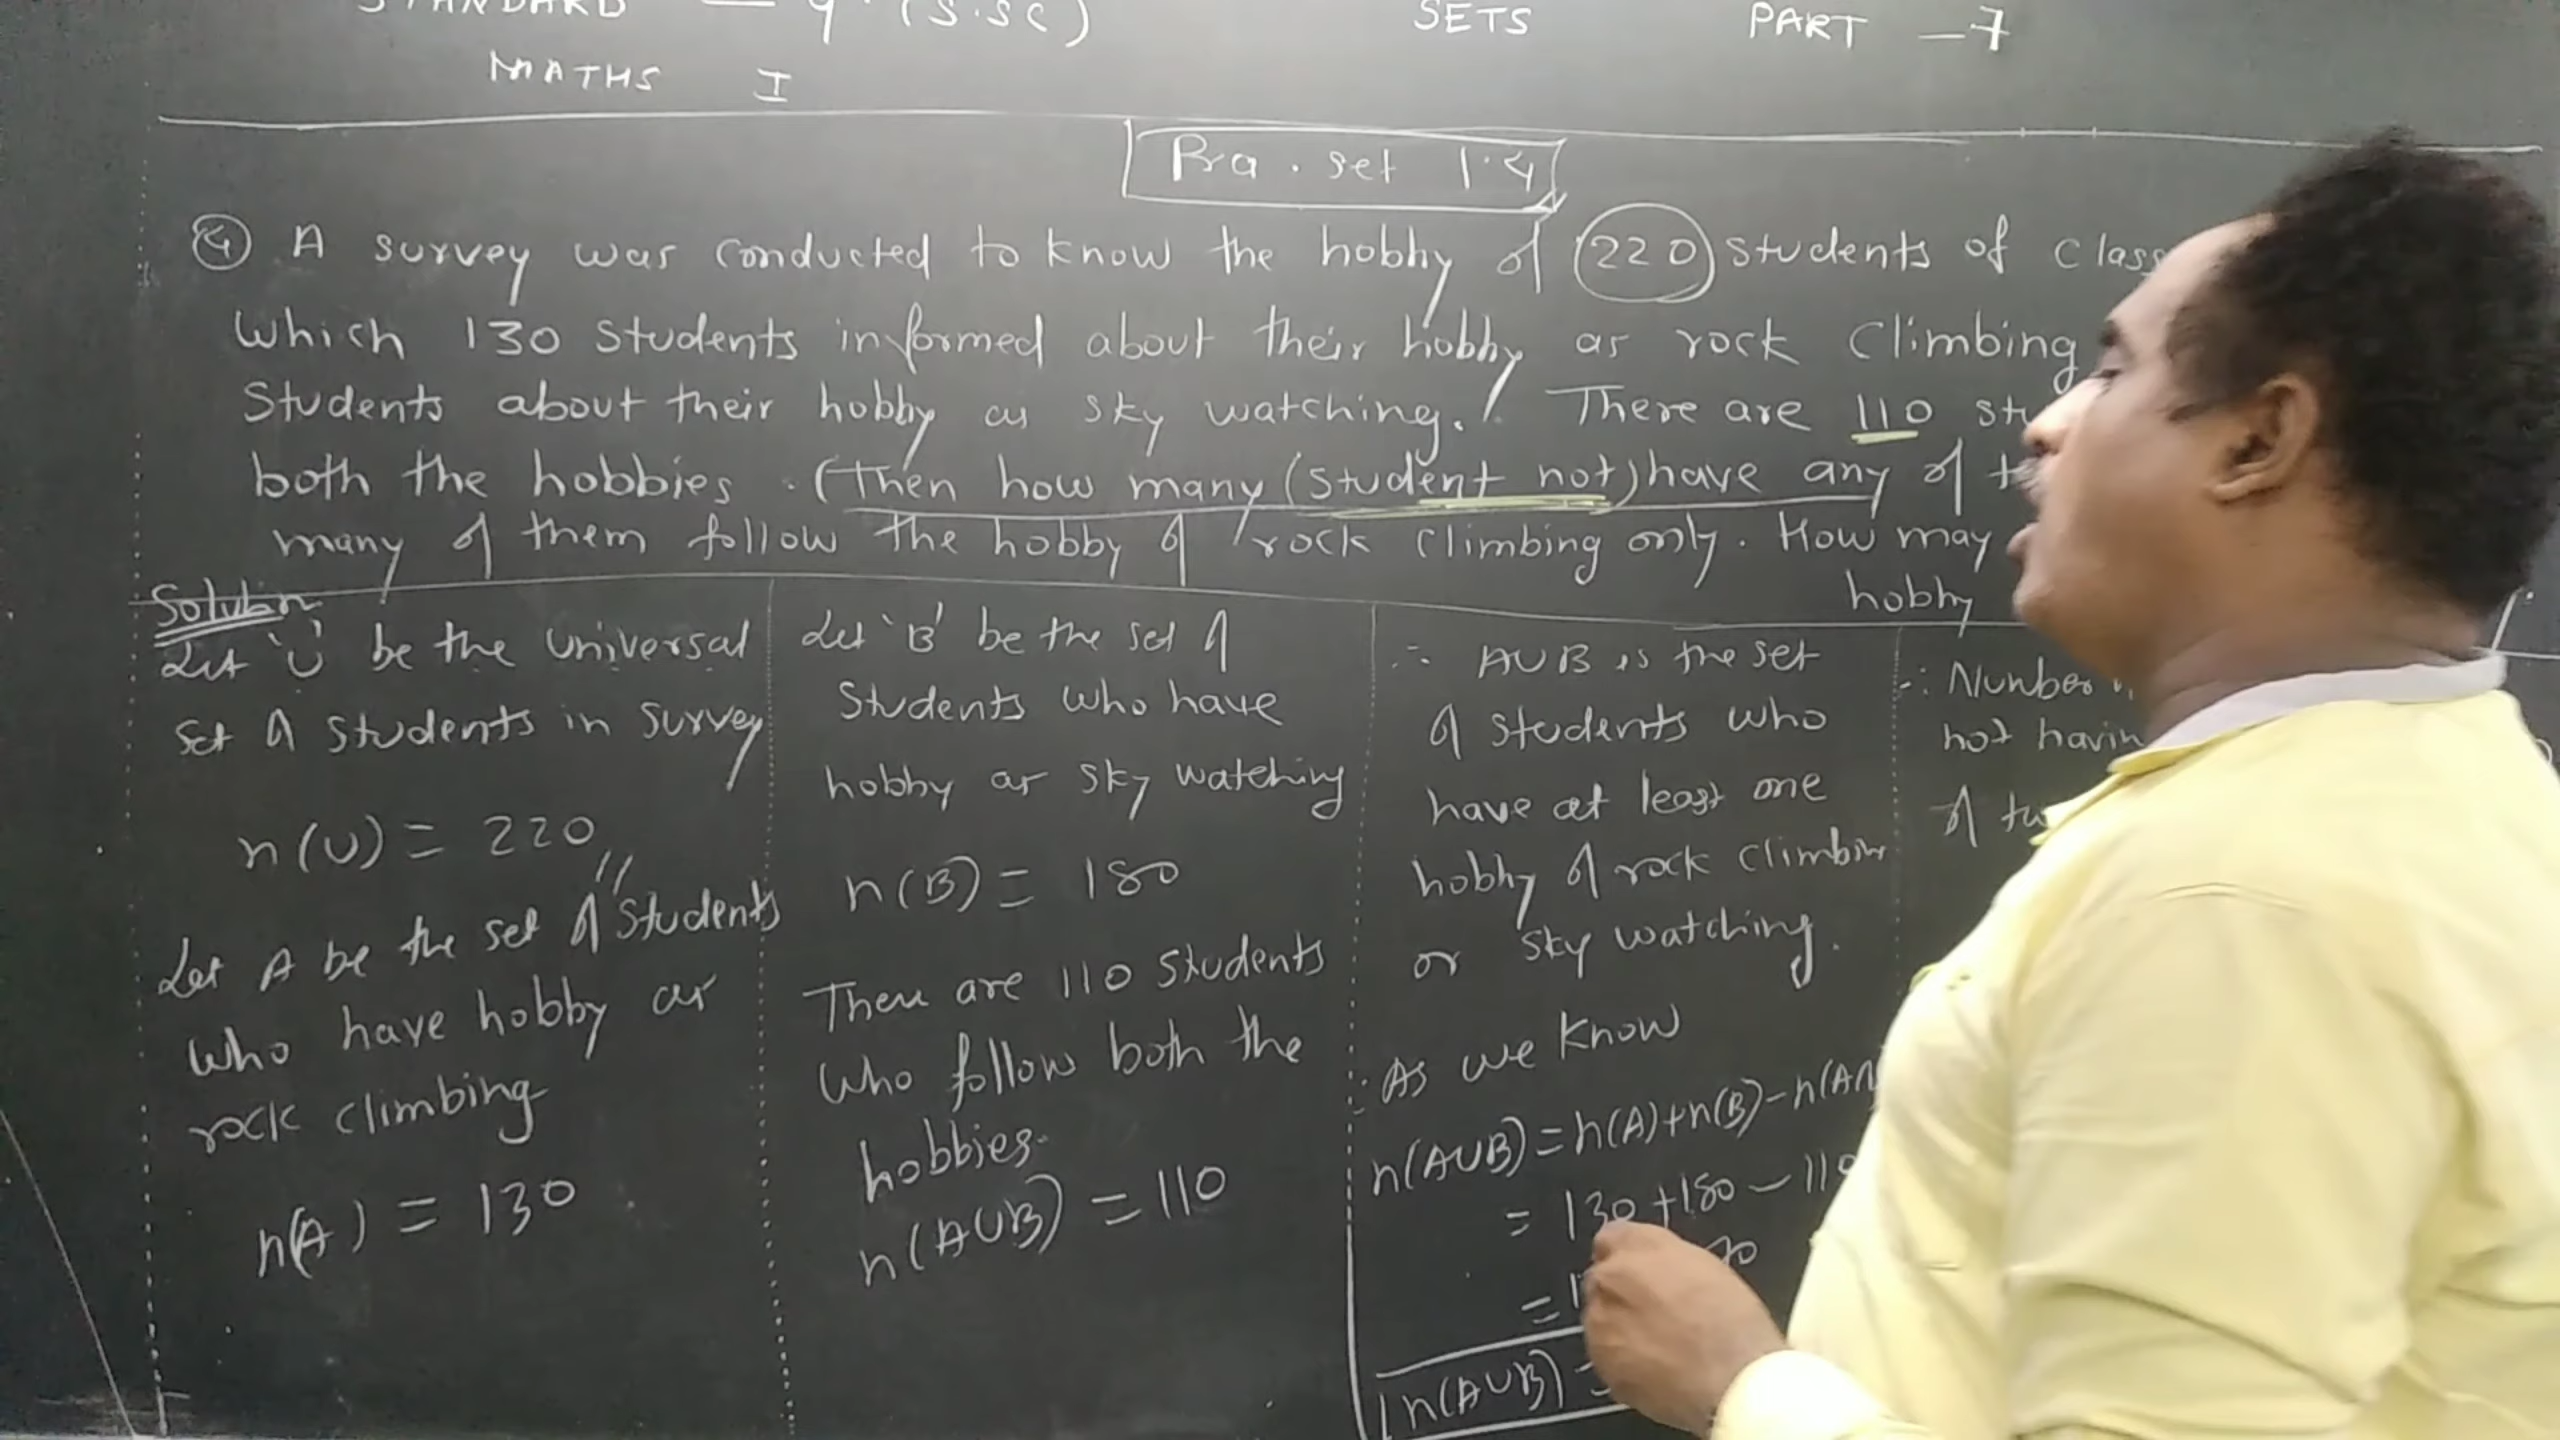 STANDARD — 9. (S.SC)
SETS
PART - 7
MATHS I
Pra. set 1.4
④ A survey was conducted to know the hobby of 220 students of class
which 130 students informed about their hobby as rock climbing
students about their hobby as sky watching. There are 110
both the hobbies. (Then how many (student not) have any of
many of them follow the hobby of rock climbing only. How may
hobby
Solution
Let 'U' be the universal
set of students in survey
n(U) = 220
Let A be the set of students
who have hobby as
rock climbing
n(A) = 130
Let 'B' be the set of
students who have
hobby as sky watching
n(B) = 180
There are 110 students
who follow both the
hobbies.
n(A∪B) = 110
∴ A∪B is the set
of students who
have at least one
hobby of rock climbin
or sky watching.
∴ As we know
n(A∪B) = n(A)+n(B)-n(A∩
= 130+180-110
=
n(A∪B) =
∴ Number
not havin
of